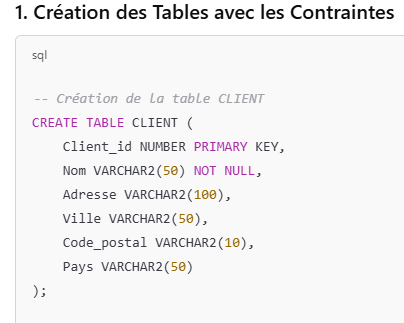 1. Création des Tables avec les Contraintes
sql
-- Création de la table CLIENT
CREATE TABLE CLIENT (
    Client_id NUMBER PRIMARY KEY,
    Nom VARCHAR2(50) NOT NULL,
    Adresse VARCHAR2(100),
    Ville VARCHAR2(50),
    Code_postal VARCHAR2(10),
    Pays VARCHAR2(50)
);